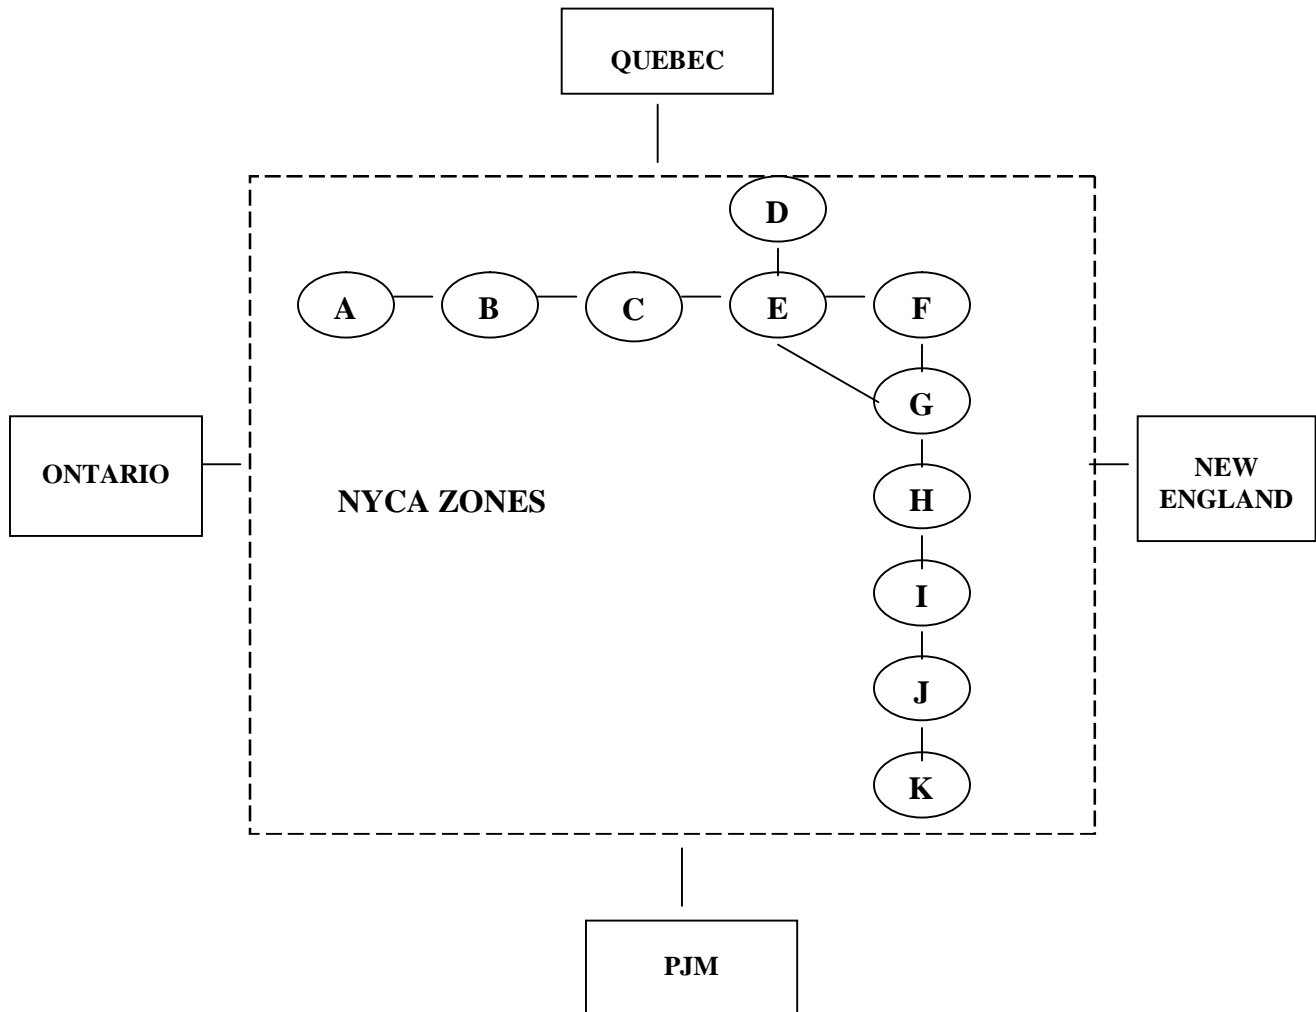 QUEBEC
D
A B C E F
G
ONTARIO
NYCA ZONES
H
NEW
ENGLAND
I
J
K
PJM